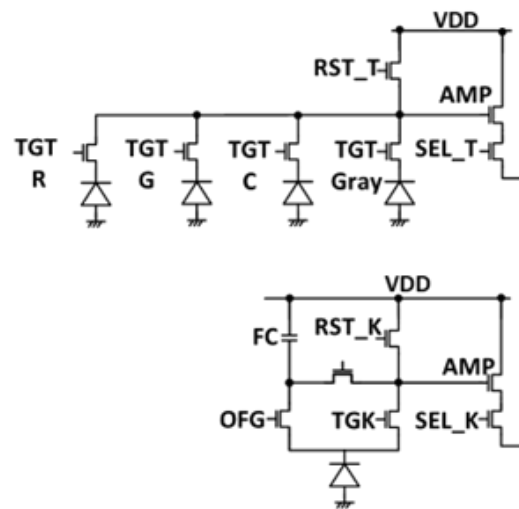 VDD
RST_T
AMP
TGT TGT TGT TGT SEL_T
R G C Gray
VDD
FC RST_K
AMP
OFG TGK SEL_K